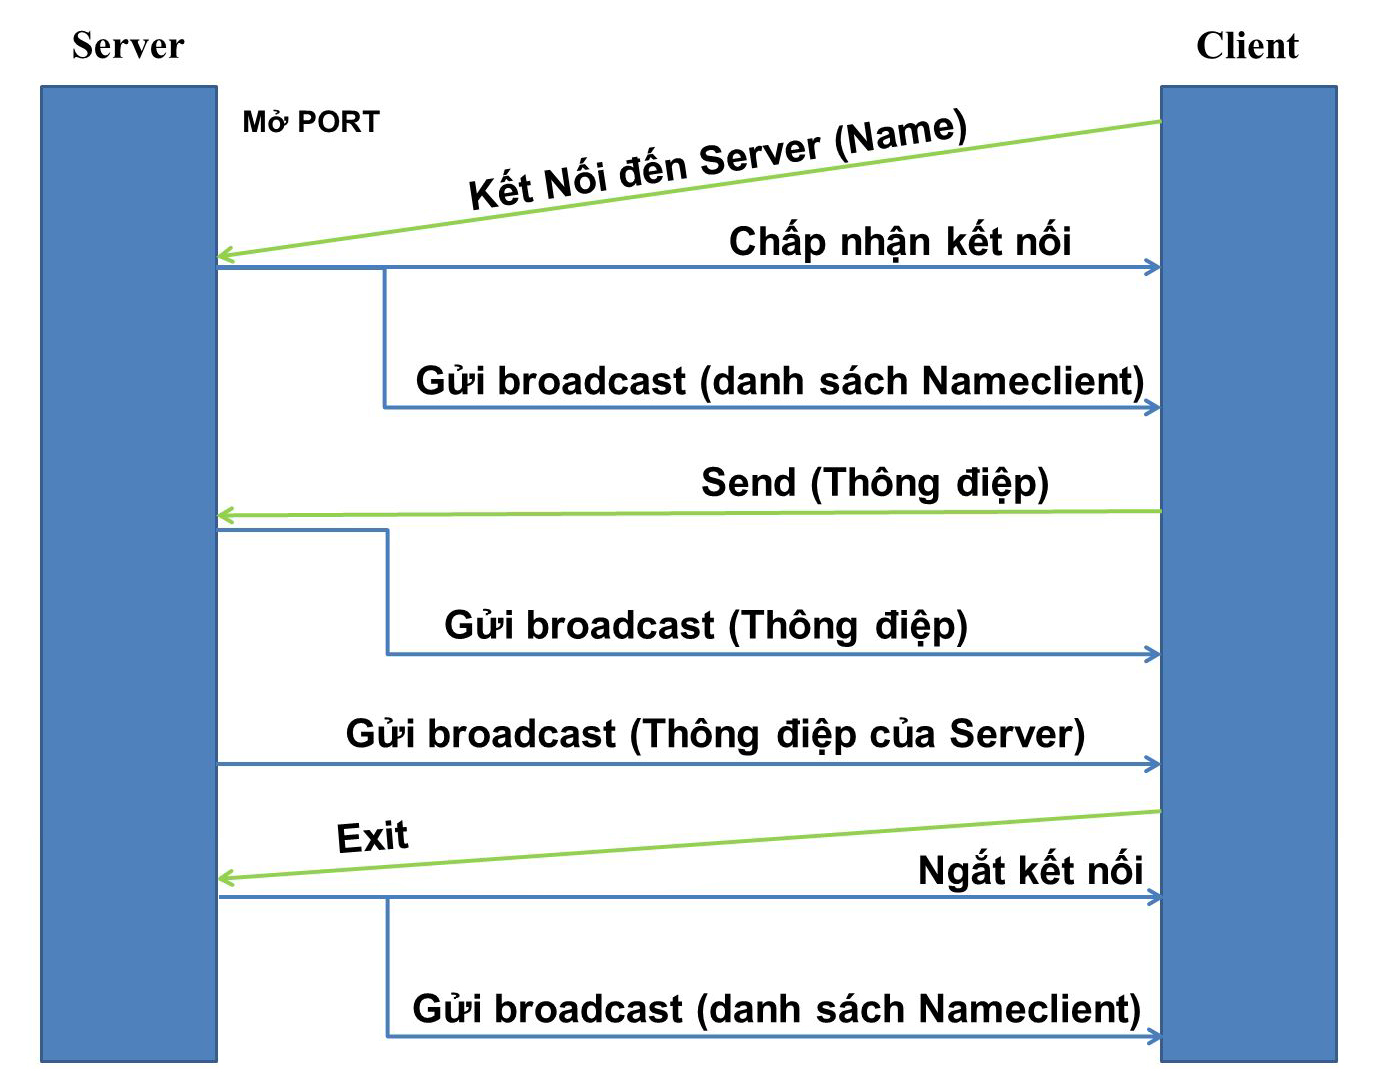 Server
Client
Mở PORT
Kết Nối đến Server (Name)
Chấp nhận kết nối
Gửi broadcast (danh sách Nameclient)
Send (Thông điệp)
Gửi broadcast (Thông điệp)
Gửi broadcast (Thông điệp của Server)
Exit
Ngắt kết nối
Gửi broadcast (danh sách Nameclient)